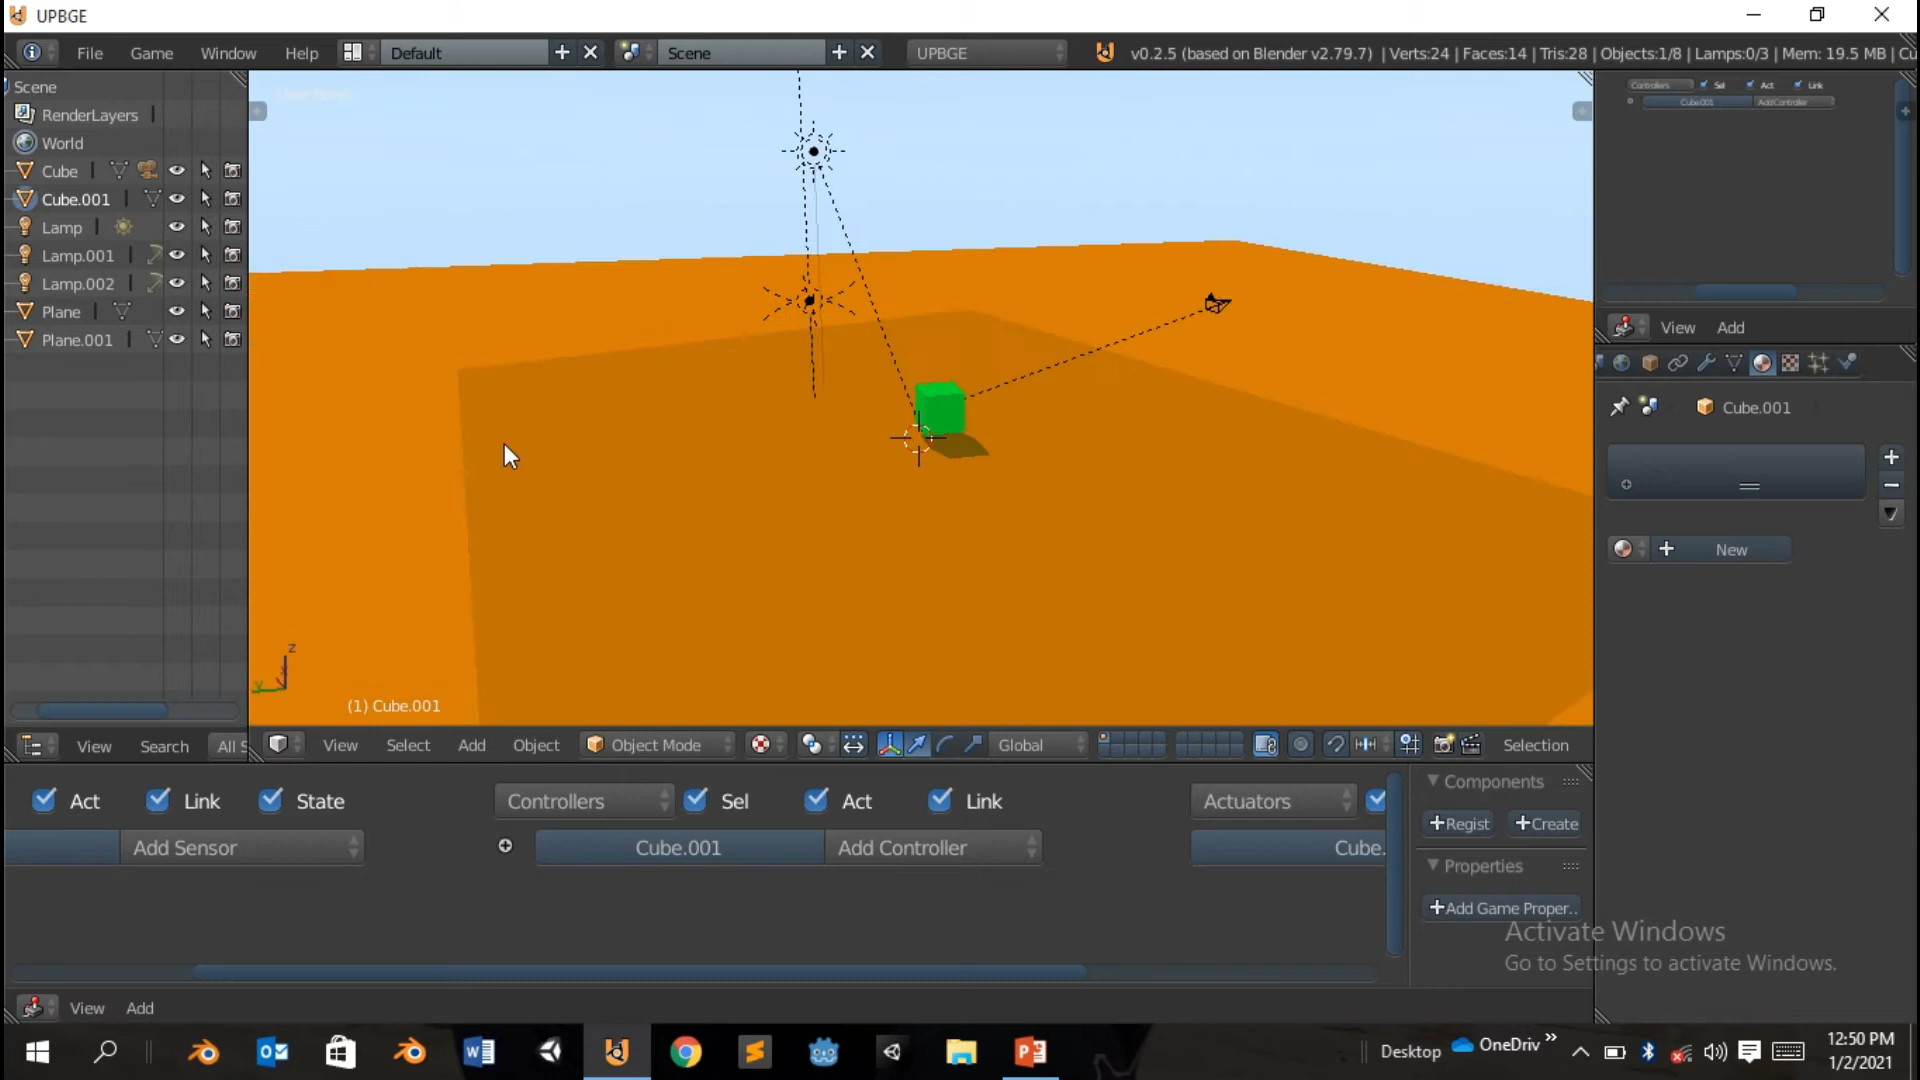 UPBGE
File Game Window Help Default Scene UPBGE v0.2.5 (based on Blender v2.79.7) | Verts:24 | Faces:14 | Tris:28 | Objects:1/8 | Lamps:0/3 | Mem: 19.5 MB | Cu
Scene
RenderLayers
World
Cube
Cube.001
Lamp
Lamp.001
Lamp.002
Plane
Plane.001
z
y
(1) Cube.001
View Search All S
View Select Add Object Object Mode Global Selection
Controllers Sel Act Link
Cube.001 Add Controller
View Add
Cube.001
New
Act Link State Controllers Sel Act Link Actuators
Add Sensor Cube.001 Add Controller Cube.
Components
Regist Create
Properties
Add Game Proper..
Activate Windows
Go to Settings to activate Windows.
View Add
Desktop OneDriv
12:50 PM
1/2/2021